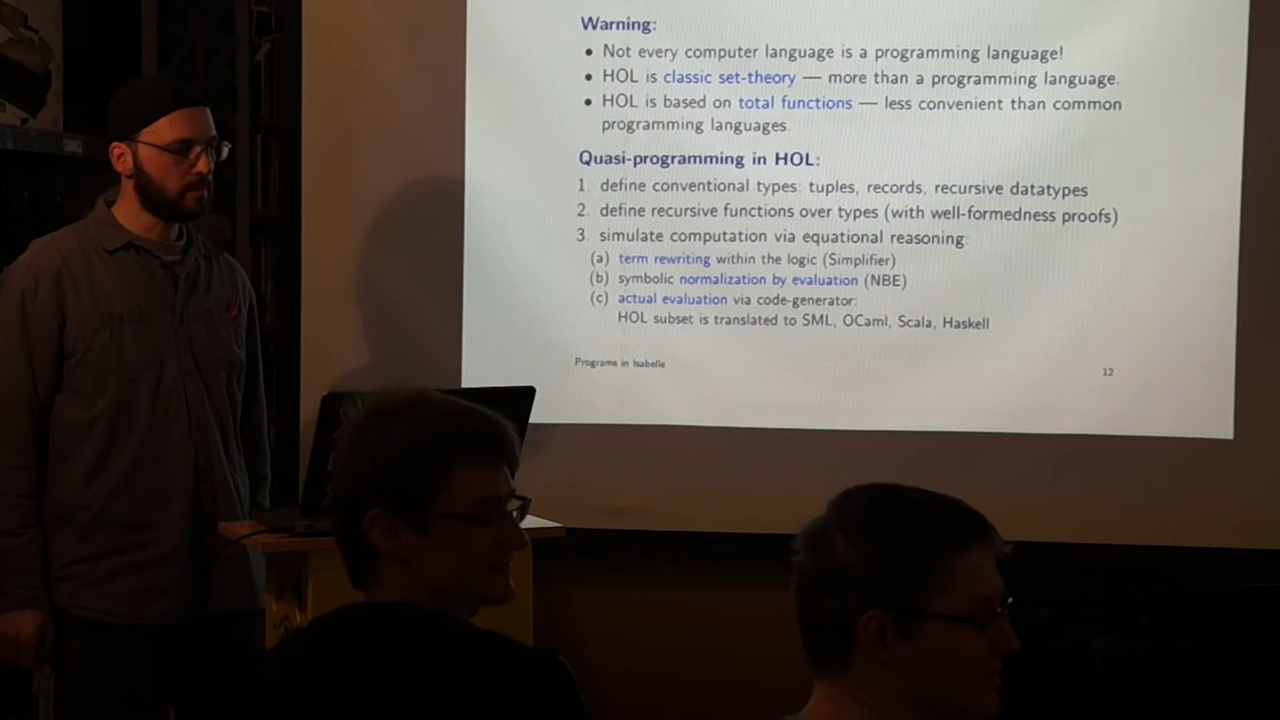 Warning:
• Not every computer language is a programming language!
• HOL is classic set-theory — more than a programming language.
• HOL is based on total functions — less convenient than common
programming languages.
Quasi-programming in HOL:
1. define conventional types: tuples, records, recursive datatypes
2. define recursive functions over types (with well-formedness proofs)
3. simulate computation via equational reasoning:
(a) term rewriting within the logic (Simplifier)
(b) symbolic normalization by evaluation (NBE)
(c) actual evaluation via code-generator:
HOL subset is translated to SML, OCaml, Scala, Haskell
Programs in Isabelle
12